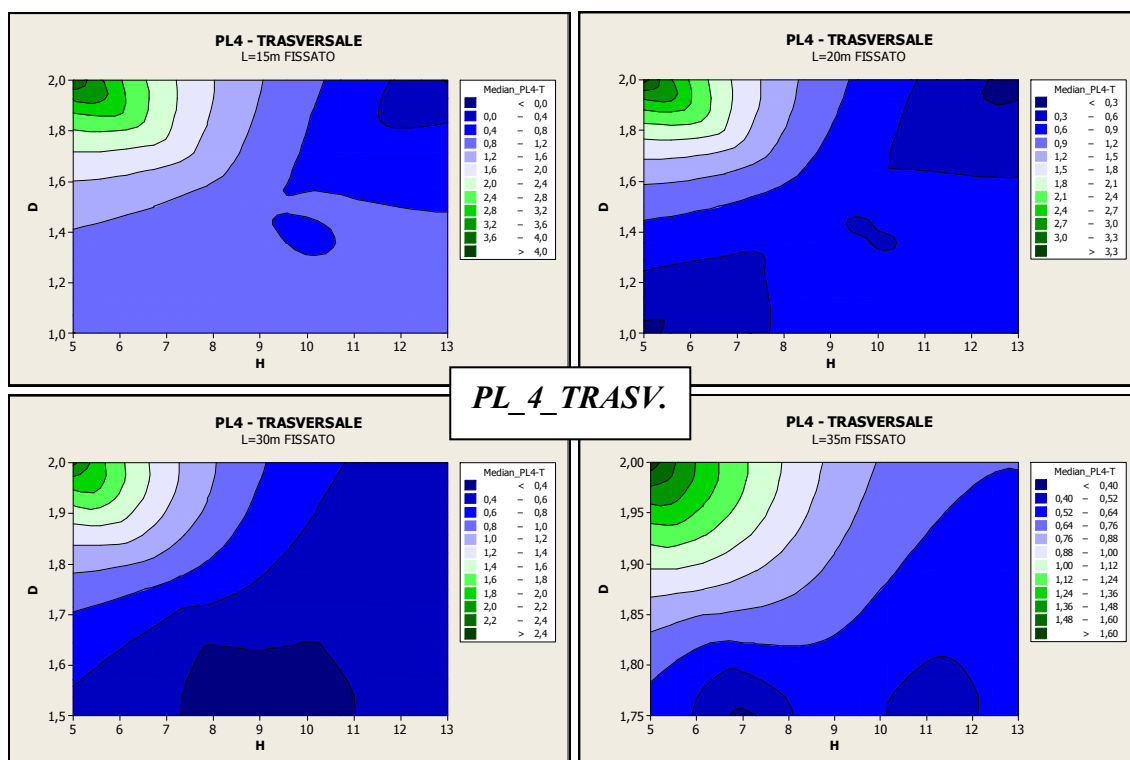 PL4 - TRASVERSALE
L=15m FISSATO
D
2,0
1,8
1,6
1,4
1,2
1,0
5 6 7 8 9 10 11 12 13
H
Median_PL4-T
< 0,0
0,0 – 0,4
0,4 – 0,8
0,8 – 1,2
1,2 – 1,6
1,6 – 2,0
2,0 – 2,4
2,4 – 2,8
2,8 – 3,2
3,2 – 3,6
3,6 – 4,0
> 4,0
PL4 - TRASVERSALE
L=20m FISSATO
D
2,0
1,8
1,6
1,4
1,2
1,0
5 6 7 8 9 10 11 12 13
H
Median_PL4-T
< 0,3
0,3 – 0,6
0,6 – 0,9
0,9 – 1,2
1,2 – 1,5
1,5 – 1,8
1,8 – 2,1
2,1 – 2,4
2,4 – 2,7
2,7 – 3,0
3,0 – 3,3
> 3,3
PL_4_TRASV.
PL4 - TRASVERSALE
L=30m FISSATO
D
2,0
1,9
1,8
1,7
1,6
1,5
5 6 7 8 9 10 11 12 13
H
Median_PL4-T
< 0,4
0,4 – 0,6
0,6 – 0,8
0,8 – 1,0
1,0 – 1,2
1,2 – 1,4
1,4 – 1,6
1,6 – 1,8
1,8 – 2,0
2,0 – 2,2
2,2 – 2,4
> 2,4
PL4 - TRASVERSALE
L=35m FISSATO
D
2,00
1,95
1,90
1,85
1,80
1,75
5 6 7 8 9 10 11 12 13
H
Median_PL4-T
< 0,40
0,40 – 0,52
0,52 – 0,64
0,64 – 0,76
0,76 – 0,88
0,88 – 1,00
1,00 – 1,12
1,12 – 1,24
1,24 – 1,36
1,36 – 1,48
1,48 – 1,60
> 1,60